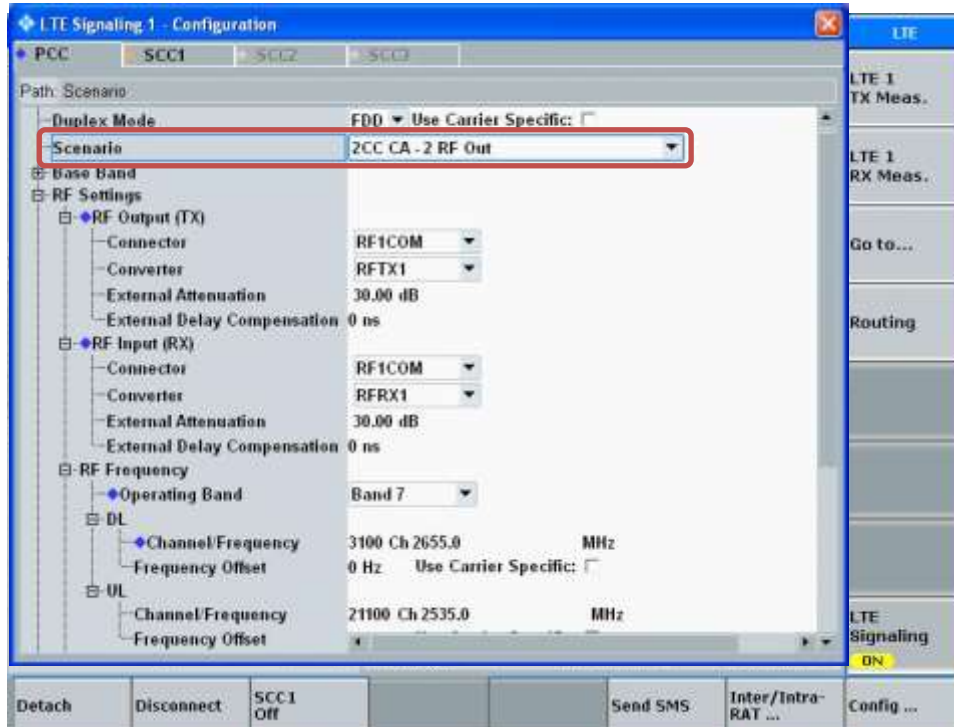 LTE Signaling 1 - Configuration
PCC SCC1 SCC2 SCC3
Path: Scenario
Duplex Mode FDD Use Carrier Specific:
Scenario 2CC CA - 2 RF Out
Base Band
RF Settings
RF Output (TX)
Connector RF1COM
Converter RFTX1
External Attenuation 30.00 dB
External Delay Compensation 0 ns
RF Input (RX)
Connector RF1COM
Converter RFRX1
External Attenuation 30.00 dB
External Delay Compensation 0 ns
RF Frequency
Operating Band Band 7
DL
Channel/Frequency 3100 Ch 2655.0 MHz
Frequency Offset 0 Hz Use Carrier Specific:
UL
Channel/Frequency 21100 Ch 2535.0 MHz
Frequency Offset
LTE
LTE 1
TX Meas.
LTE 1
RX Meas.
Go to...
Routing
LTE
Signaling
ON
Detach
Disconnect
SCC1
Off
Send SMS
Inter/Intra-
RAT ...
Config ...